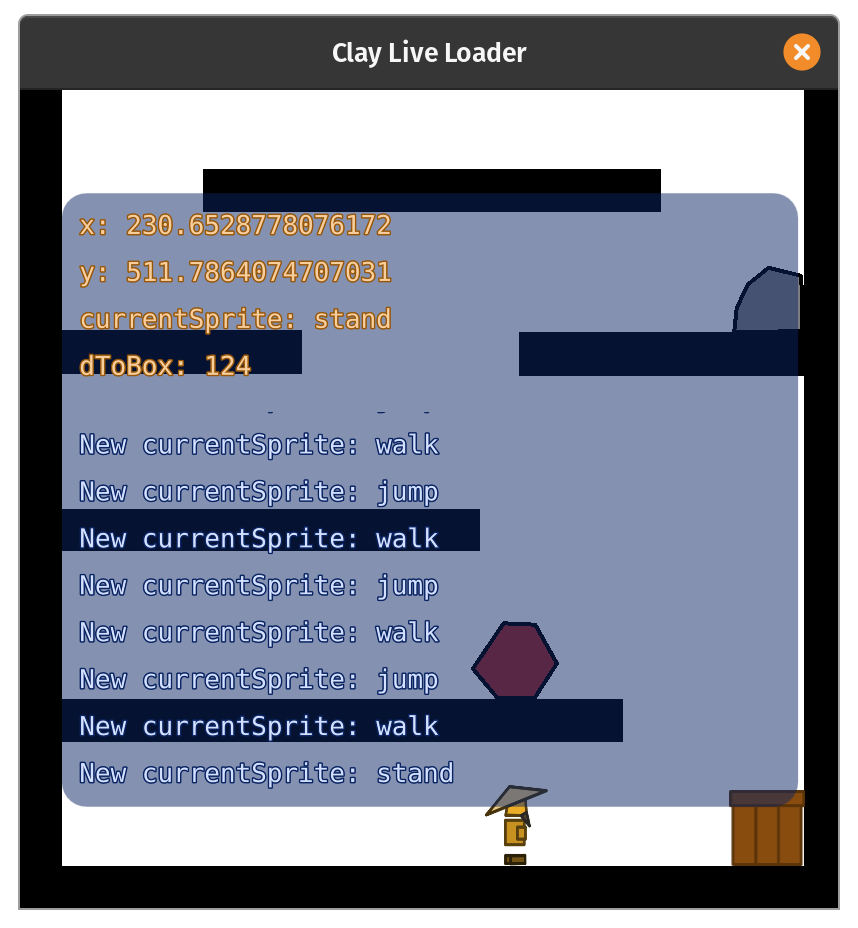 Clay Live Loader
x: 230.6528778076172
y: 511.7864074707031
currentSprite: stand
dToBox: 124
New currentSprite: walk
New currentSprite: jump
New currentSprite: walk
New currentSprite: jump
New currentSprite: walk
New currentSprite: jump
New currentSprite: walk
New currentSprite: stand